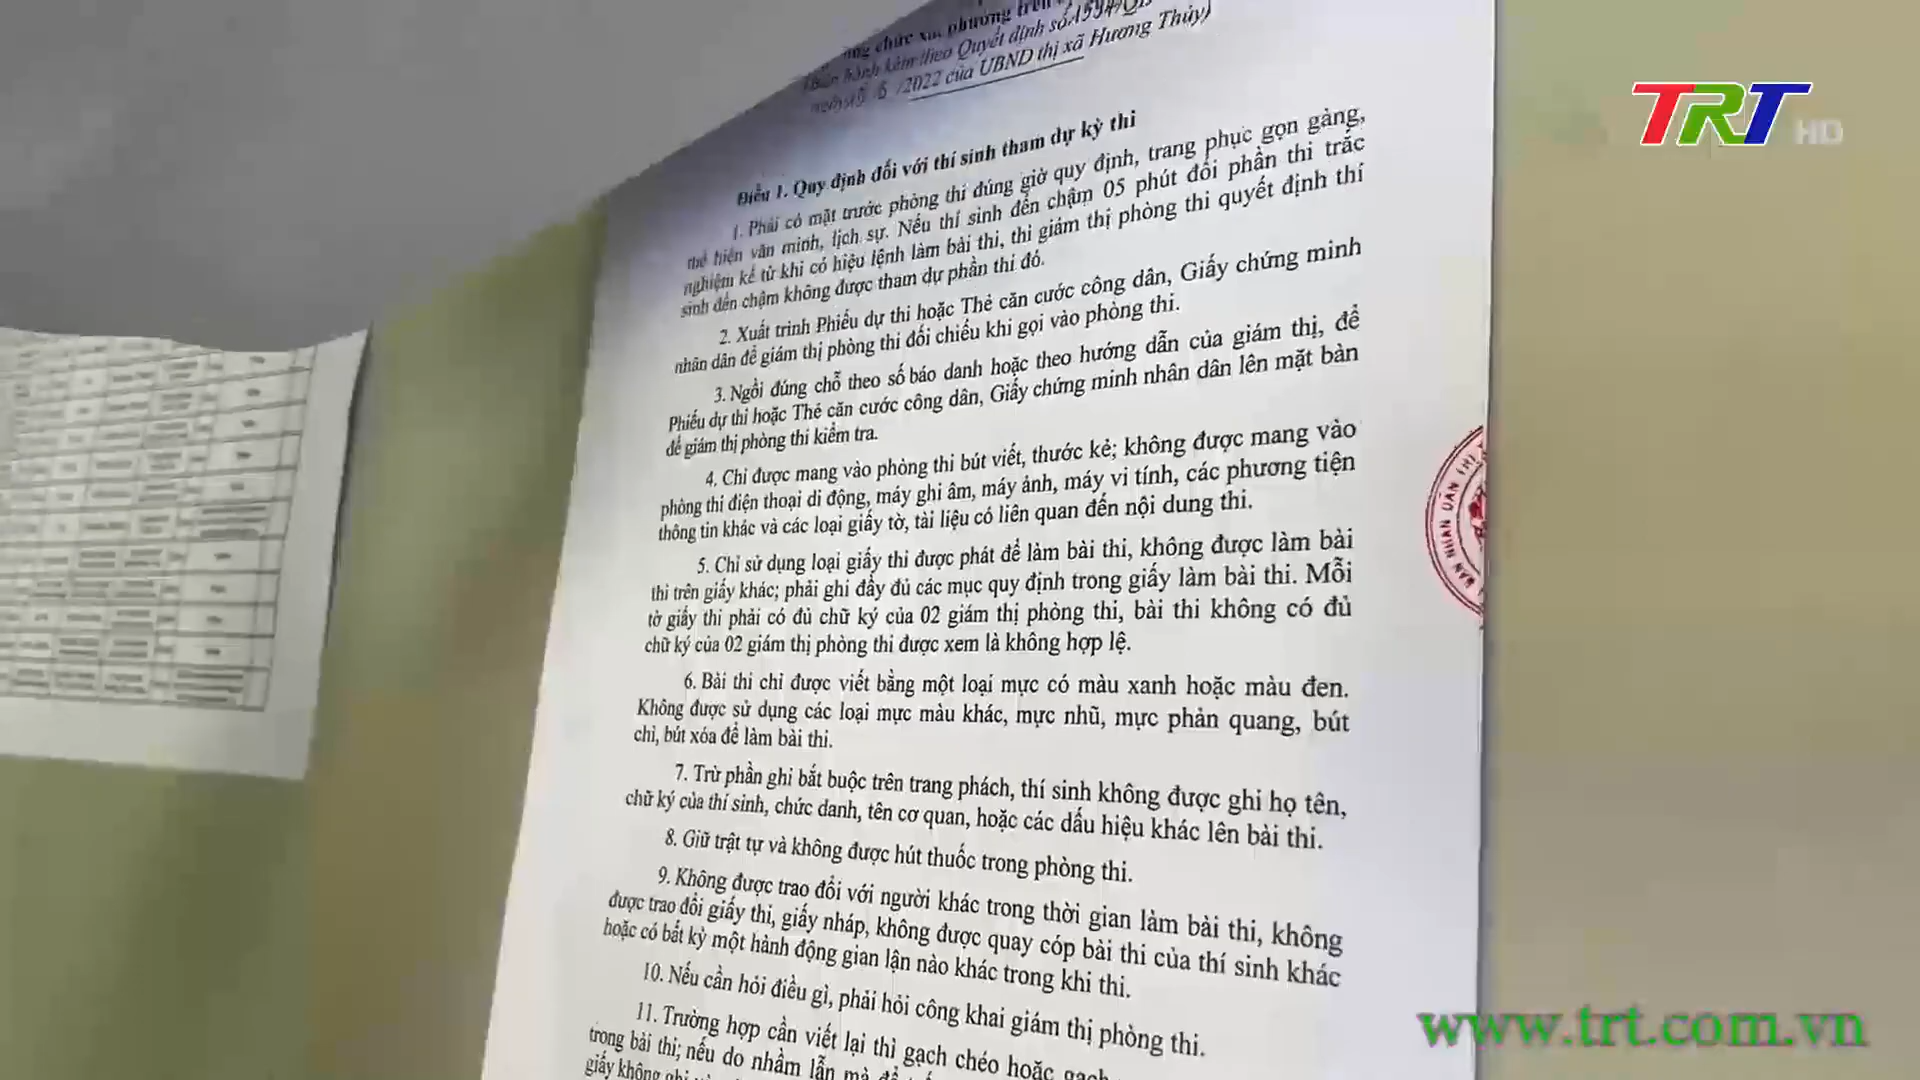 chức xã, phường trên
hành kèm theo Quyết định số:1594/QĐ
/2022 của UBND thị xã Hương Thủy)
Điều 1. Quy định đối với thí sinh tham dự kỳ thi
1. Phải có mặt trước phòng thi đúng giờ quy định, trang phục gọn gàng,
thể hiện văn minh, lịch sự. Nếu thí sinh đến chậm 05 phút đối phần thi trắc
nghiệm kể từ khi có hiệu lệnh làm bài thi, thi giám thị phòng thi quyết định thí
sinh đến chậm không được tham dự phần thi đó.
2. Xuất trình Phiếu dự thi hoặc Thẻ căn cước công dân, Giấy chứng minh
nhân dân để giám thị phòng thi đối chiếu khi gọi vào phòng thi.
3. Ngồi đúng chỗ theo số báo danh hoặc theo hướng dẫn của giám thị, để
Phiếu dự thi hoặc Thẻ căn cước công dân, Giấy chứng minh nhân dân lên mặt bàn
để giám thị phòng thi kiểm tra.
4. Chỉ được mang vào phòng thi bút viết, thước kẻ; không được mang vào
phòng thi điện thoại di động, máy ghi âm, máy ảnh, máy vi tính, các phương tiện
thông tin khác và các loại giấy tờ, tài liệu có liên quan đến nội dung thi.
5. Chỉ sử dụng loại giấy thi được phát để làm bài thi, không được làm bài
thi trên giấy khác; phải ghi đầy đủ các mục quy định trong giấy làm bài thi. Mỗi
tờ giấy thi phải có đủ chữ ký của 02 giám thị phòng thi, bài thi không có đủ
chữ ký của 02 giám thị phòng thi được xem là không hợp lệ.
6. Bài thi chỉ được viết bằng một loại mực có màu xanh hoặc màu đen.
Không được sử dụng các loại mực màu khác, mực nhũ, mực phản quang, bút
chì, bút xóa để làm bài thi.
7. Trừ phần ghi bắt buộc trên trang phách, thí sinh không được ghi họ tên,
chữ ký của thí sinh, chức danh, tên cơ quan, hoặc các dấu hiệu khác lên bài thi.
8. Giữ trật tự và không được hút thuốc trong phòng thi.
9. Không được trao đổi với người khác trong thời gian làm bài thi, không
được trao đổi giấy thi, giấy nháp, không được quay cóp bài thi của thí sinh khác
hoặc có bất kỳ một hành động gian lận nào khác trong khi thi.
10. Nếu cần hỏi điều gì, phải hỏi công khai giám thị phòng thi.
11. Trường hợp cần viết lại thì gạch chéo hoặc gạch
trong bài thi; nếu do nhầm lẫn mà để
giấy không ghi
BAN NHÂN DÂN THỊ
TRT HD
www.trt.com.vn